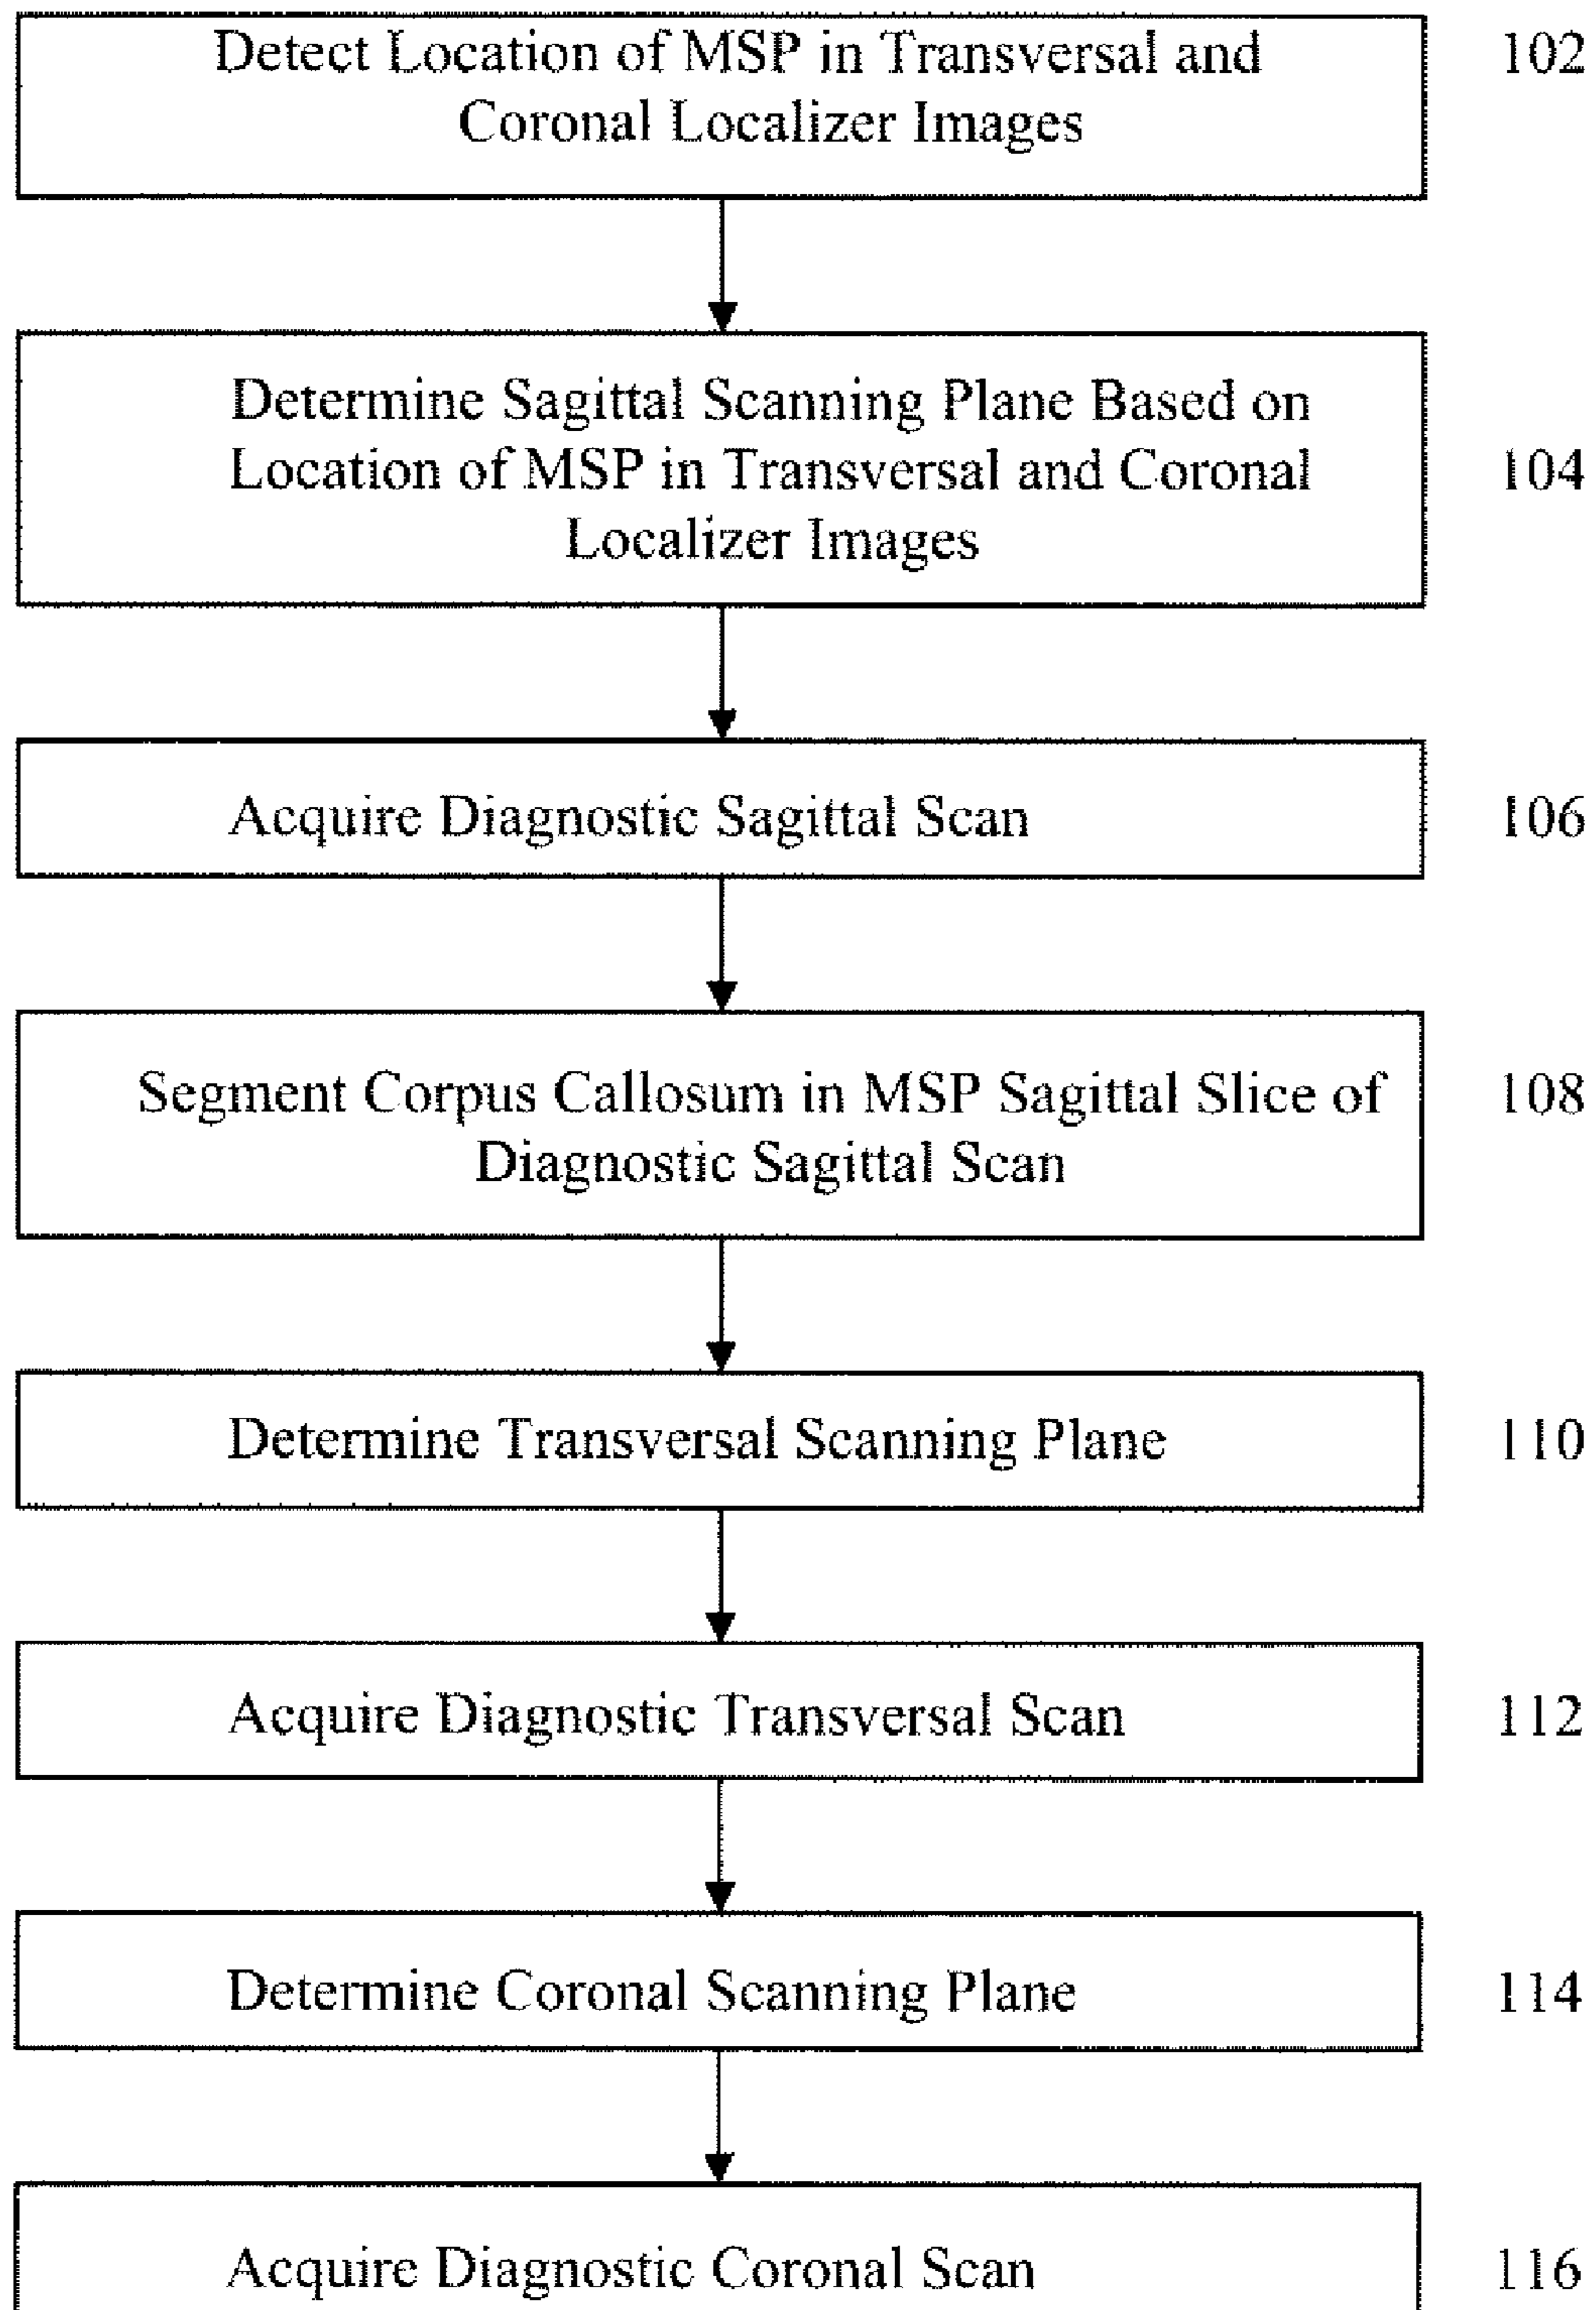 Detect Location of MSP in Transversal and
Coronal Localizer Images
102
Determine Sagittal Scanning Plane Based on
Location of MSP in Transversal and Coronal
Localizer Images
104
Acquire Diagnostic Sagittal Scan
106
Segment Corpus Callosum in MSP Sagittal Slice of
Diagnostic Sagittal Scan
108
Determine Transversal Scanning Plane
110
Acquire Diagnostic Transversal Scan
112
Determine Coronal Scanning Plane
114
Acquire Diagnostic Coronal Scan
116